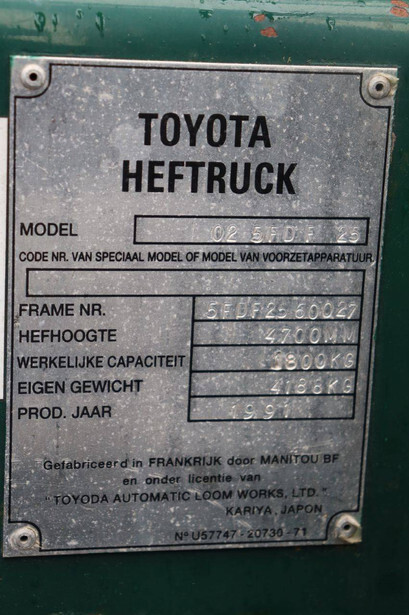 TOYOTA
HEFTRUCK
MODEL 02 5FDF 25
CODE NR. VAN SPECIAAL MODEL OF MODEL VAN VOORZETAPPARATUUR
FRAME NR. 5FDF25 60027
HEFHOOGTE 4700MM
WERKELIJKE CAPACITEIT
EIGEN GEWICHT 4188KG
PROD. JAAR 1991
Gefabriceerd in FRANKRIJK door MANITOU BF
en onder licentie van
"TOYODA AUTOMATIC LOOM WORKS, LTD."
KARIYA, JAPON
Nº U57747-20730-71